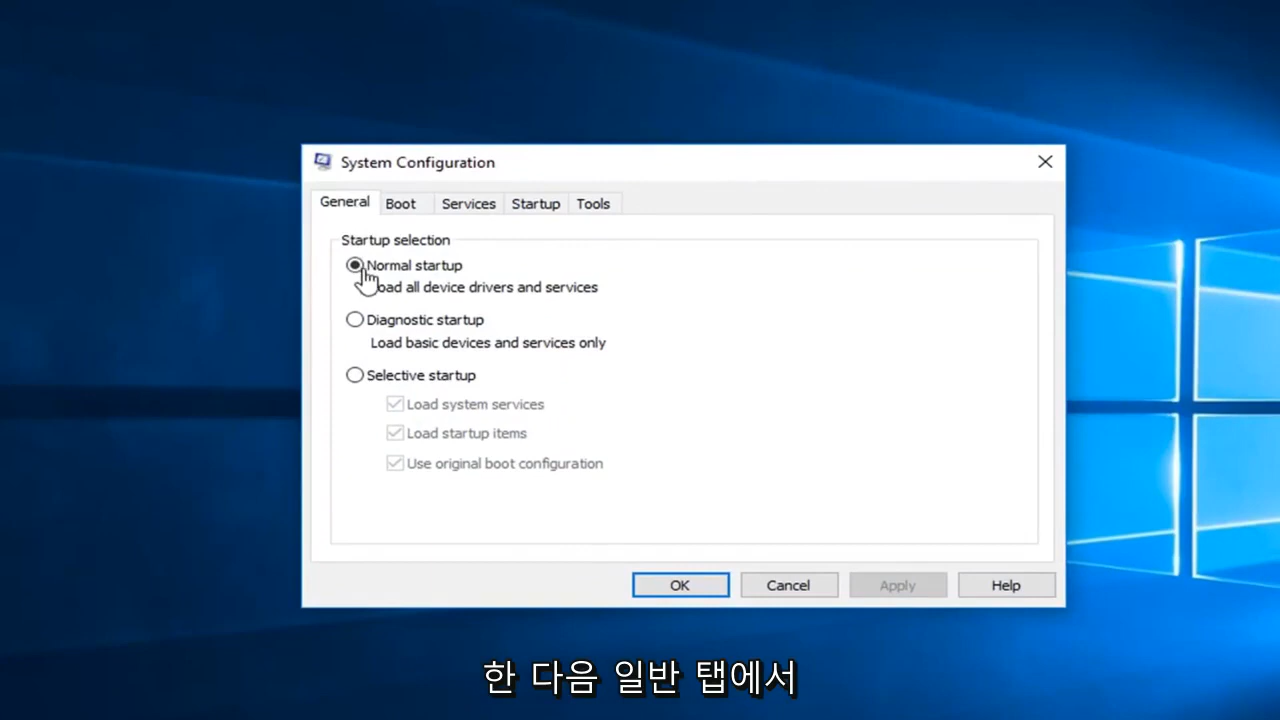 System Configuration
General Boot Services Startup Tools
Startup selection
Normal startup
oad all device drivers and services
Diagnostic startup
Load basic devices and services only
Selective startup
Load system services
Load startup items
Use original boot configuration
OK Cancel Apply Help
한 다음 일반 탭에서